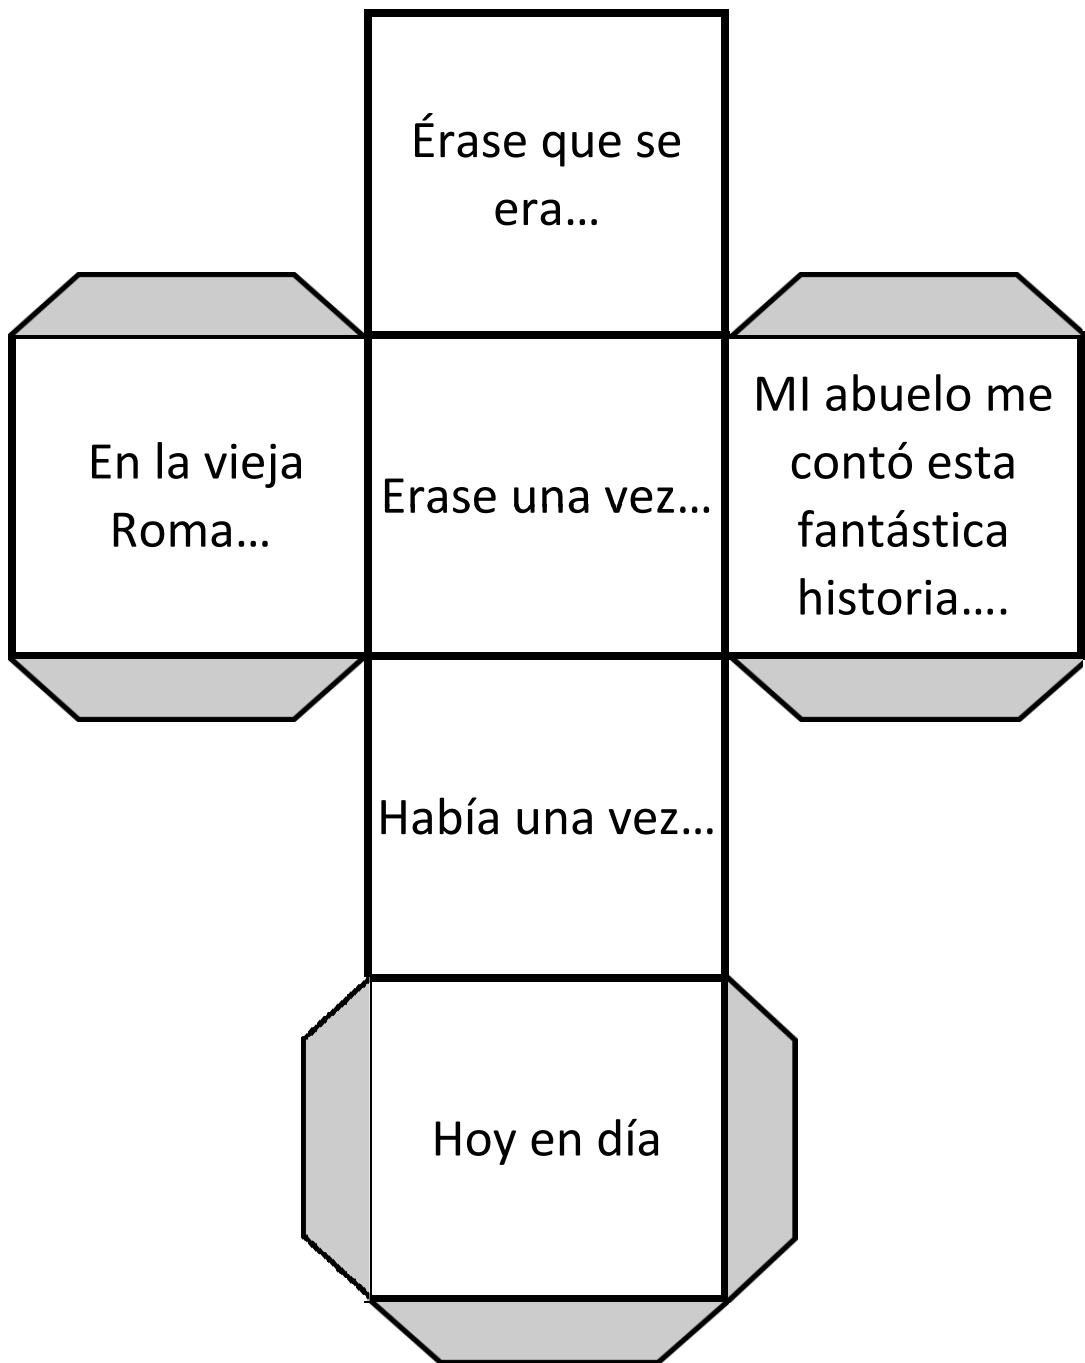 Érase que se
era...
En la vieja
Roma...
Erase una vez...
MI abuelo me
contó esta
fantástica
historia....
Había una vez...
Hoy en día